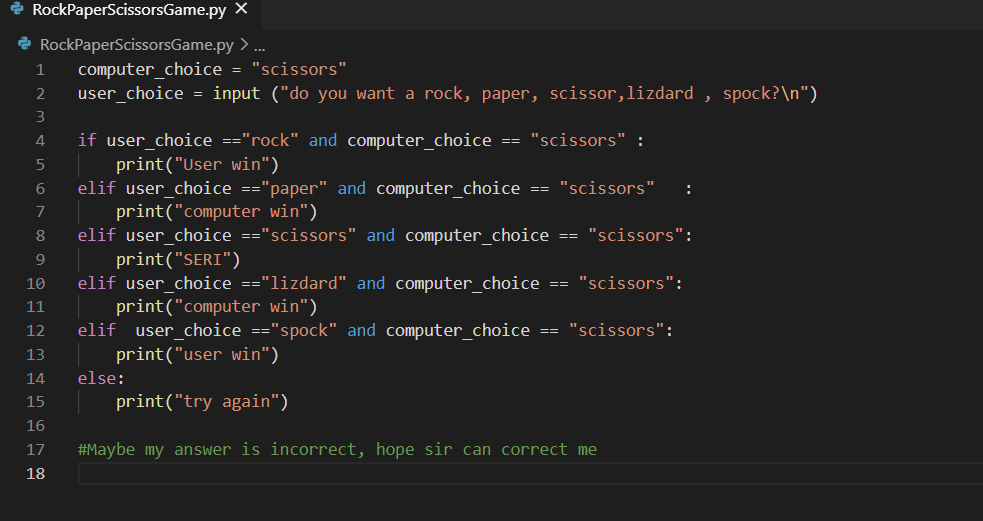 RockPaperScissorsGame.py ×
RockPaperScissorsGame.py > ...
1 computer_choice = "scissors"
2 user_choice = input ("do you want a rock, paper, scissor,lizdard , spock?\n")
3
4 if user_choice =="rock" and computer_choice == "scissors" :
5     print("User win")
6 elif user_choice =="paper" and computer_choice == "scissors"   :
7     print("computer win")
8 elif user_choice =="scissors" and computer_choice == "scissors":
9     print("SERI")
10 elif user_choice =="lizdard" and computer_choice == "scissors":
11     print("computer win")
12 elif  user_choice =="spock" and computer_choice == "scissors":
13     print("user win")
14 else:
15     print("try again")
16
17 #Maybe my answer is incorrect, hope sir can correct me
18